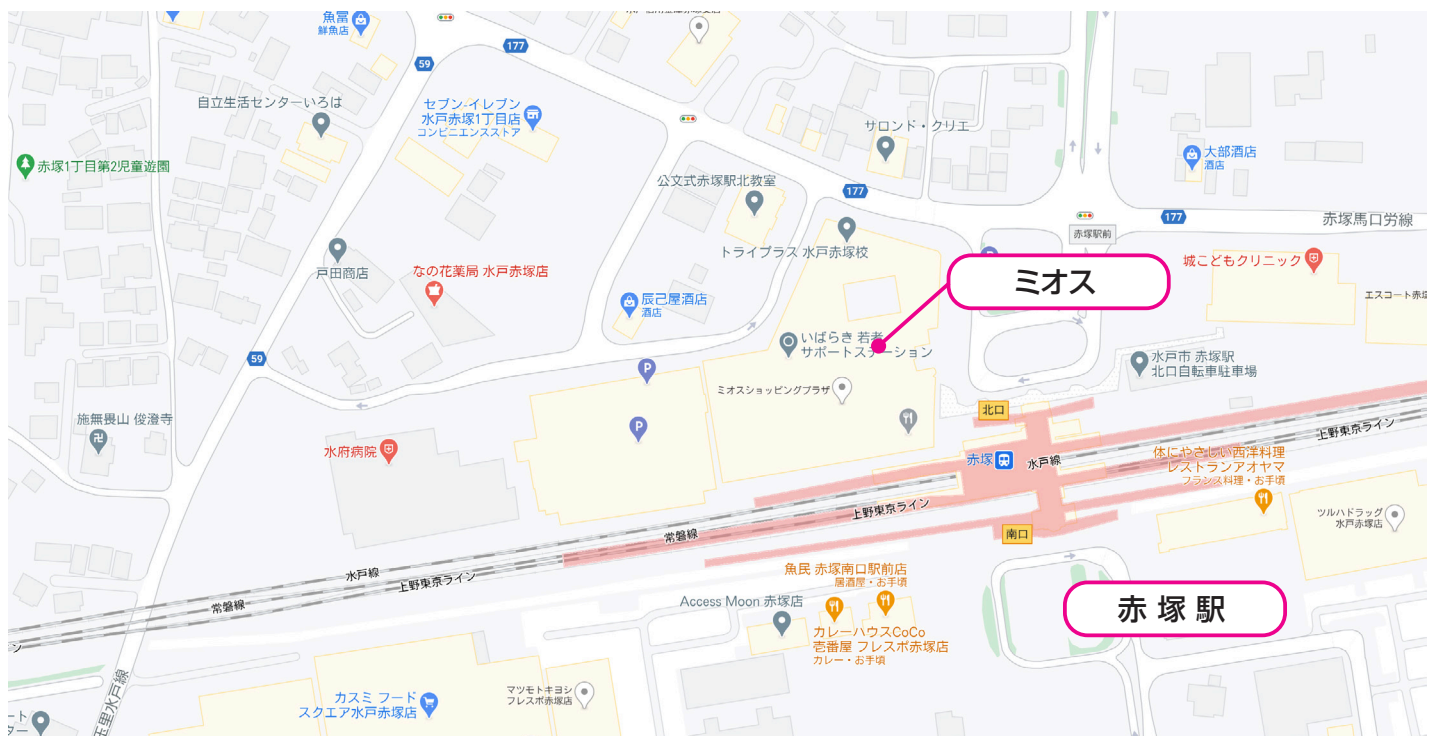 魚富
鮮魚店
177
59
自立生活センターいろは
セブン-イレブン
水戸赤塚1丁目店
コンビニエンスストア
サロンド・クリエ
大部酒店
酒店
赤塚1丁目第2児童遊園
公文式赤塚駅北教室
177
177
赤塚馬口労線
赤塚駅前
トライプラス 水戸赤塚校
戸田商店
なの花薬局 水戸赤塚店
P
城こどもクリニック
ミオス
辰己屋酒店
酒店
エスコート赤塚
いばらき 若者
サポートステーション
59
水戸市 赤塚駅
北口自転車駐車場
P
ミオスショッピングプラザ
北口
施無畏山 俊澄寺
P
水府病院
赤塚
水戸線
上野東京ライン
体にやさしい西洋料理
レストランアオヤマ
フランス料理・お手頃
上野東京ライン
常磐線
南口
ツルハドラッグ
水戸赤塚店
水戸線
上野東京ライン
常磐線
魚民 赤塚南口駅前店
居酒屋・お手頃
Access Moon 赤塚店
赤塚駅
カレーハウスCoCo
壱番屋 フレスポ赤塚店
カレー・お手頃
カスミ フード
スクエア水戸赤塚店
マツモトキヨシ
フレスポ赤塚店
玉里水戸線